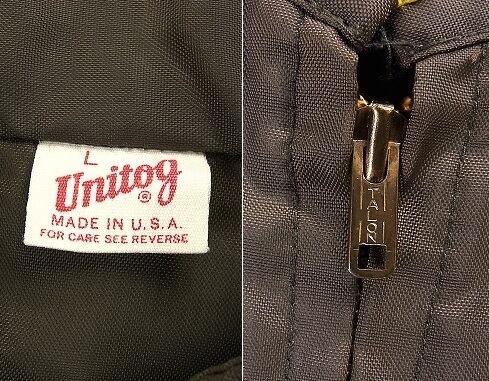 L
Unitog ®
MADE IN U.S.A.
FOR CARE SEE REVERSE
TALON